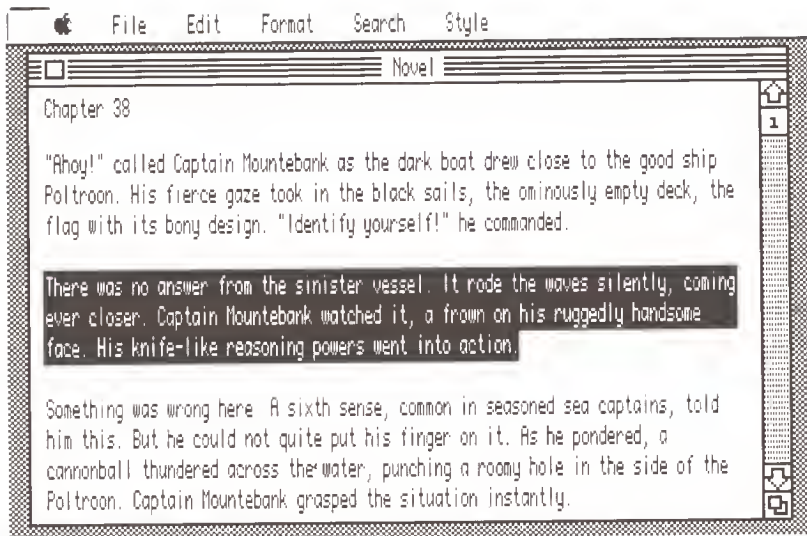 File Edit Format Search Style
Novel
Chapter 38
1
"Ahoy!" called Captain Mountebank as the dark boat drew close to the good ship
Poltroon. His fierce gaze took in the black sails, the ominously empty deck, the
flag with its bony design. "Identify yourself!" he commanded.
There was no answer from the sinister vessel. It rode the waves silently, coming
ever closer. Captain Mountebank watched it, a frown on his ruggedly handsome
face. His knife-like reasoning powers went into action.
Something was wrong here. A sixth sense, common in seasoned sea captains, told
him this. But he could not quite put his finger on it. As he pondered, a
cannonball thundered across the water, punching a roomy hole in the side of the
Poltroon. Captain Mountebank grasped the situation instantly.